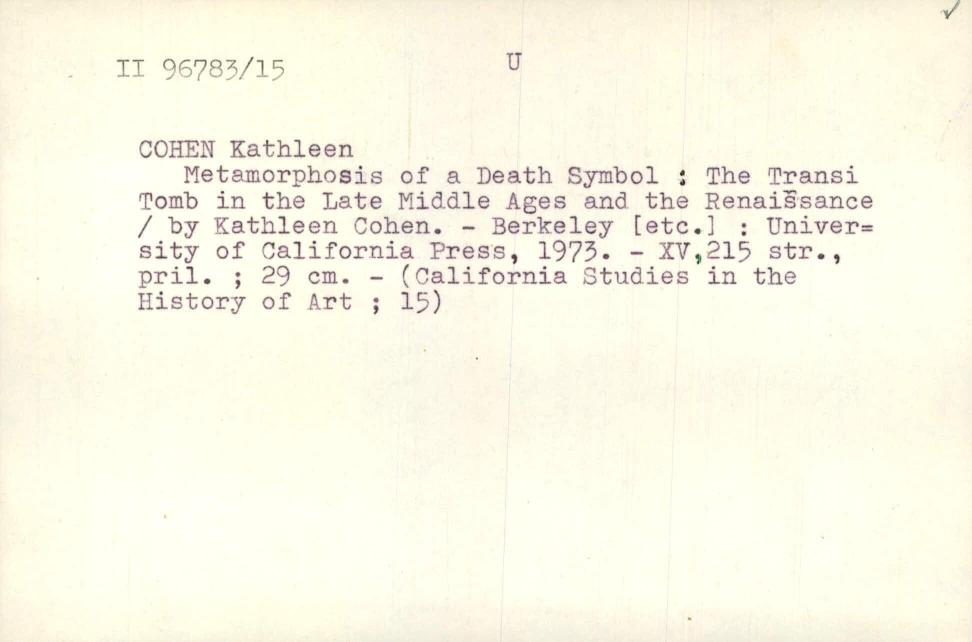 II 96783/15
U
COHEN Kathleen
Metamorphosis of a Death Symbol : The Transi
Tomb in the Late Middle Ages and the Renaissance
/ by Kathleen Cohen. - Berkeley [etc.] : Univer=
sity of California Press, 1973. - XV,215 str.,
pril. ; 29 cm. - (California Studies in the
History of Art ; 15)